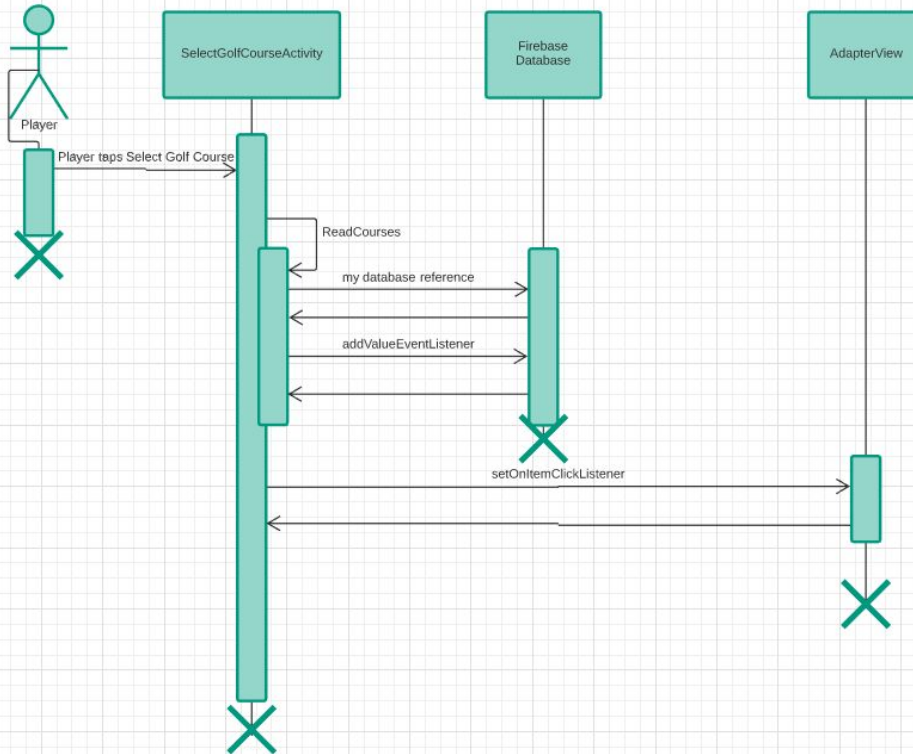 SelectGolfCourseActivity
Firebase
Database
AdapterView
Player
Player taps Select Golf Course
ReadCourses
my database reference
addValueEventListener
setOnItemClickListener